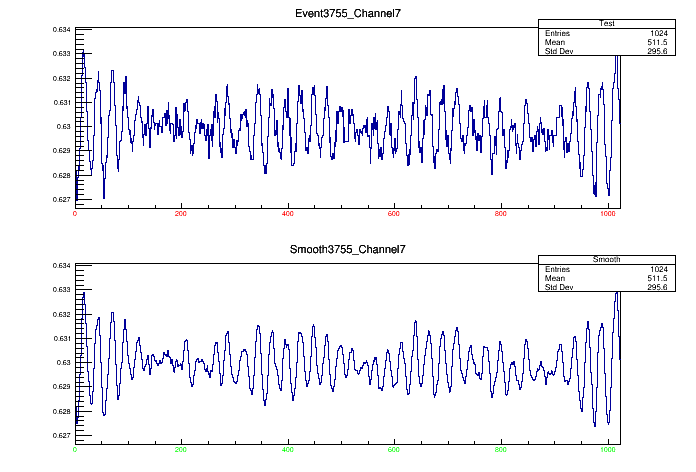 Event3755_Channel7
Test
Entries 1024
Mean 511.5
Std Dev 295.6
0.634
0.633
0.632
0.631
0.63
0.629
0.628
0.627
0 200 400 600 800 1000
Smooth3755_Channel7
Smooth
Entries 1024
Mean 511.5
Std Dev 295.6
0.634
0.633
0.632
0.631
0.63
0.629
0.628
0.627
0 200 400 600 800 1000